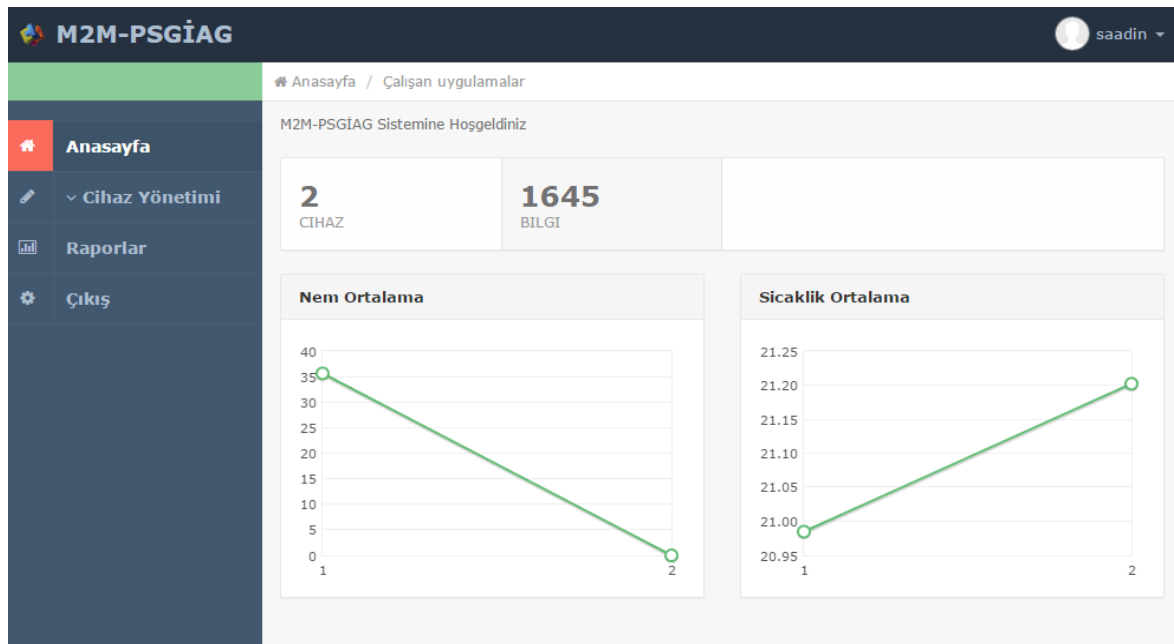 M2M-PSGİAG
saadin
Anasayfa / Çalışan uygulamalar
M2M-PSGİAG Sistemine Hoşgeldiniz
Anasayfa
Cihaz Yönetimi
Raporlar
Çıkış
2
CIHAZ
1645
BILGI
Nem Ortalama
40
35
30
25
20
15
10
5
0
1 2
Sicaklik Ortalama
21.25
21.20
21.15
21.10
21.05
21.00
20.95
1 2